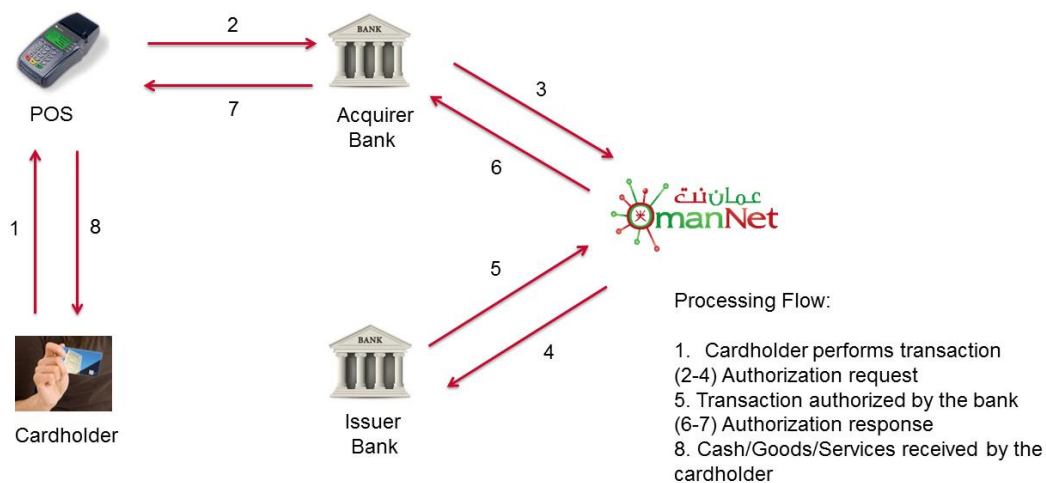 2
BANK
3
POS
7
Acquirer
Bank
6
عمان نت
OmanNet
1
8
5
Processing Flow:
BANK
4
1. Cardholder performs transaction
(2-4) Authorization request
5. Transaction authorized by the bank
(6-7) Authorization response
8. Cash/Goods/Services received by the
cardholder
Cardholder
Issuer
Bank